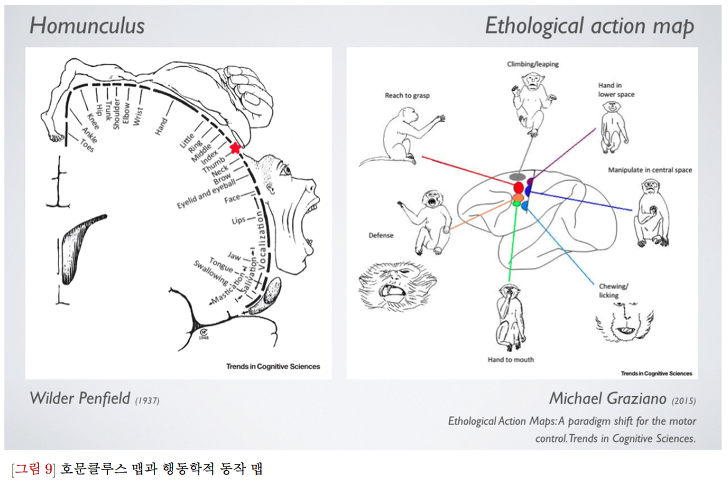 Homunculus
Ethological action map
Toes
Ankle
Knee
Hip
Trunk
Shoulder
Elbow
Wrist
Hand
Little
Ring
Middle
Index
Thumb
Neck
Brow
Eyelid and eyeball
Face
Lips
Vocalization
Jaw
Tongue
Swallowing
Mastication
Salivation
1948
Trends in Cognitive Sciences
Climbing/leaping
Reach to grasp
Hand in
lower space
Manipulate in central space
Defense
Chewing/
licking
Hand to mouth
Trends in Cognitive Sciences
Wilder Penfield (1937)
Michael Graziano (2015)
Ethological Action Maps: A paradigm shift for the motor
control. Trends in Cognitive Sciences.
[그림 9] 호문클루스 맵과 행동학적 동작 맵